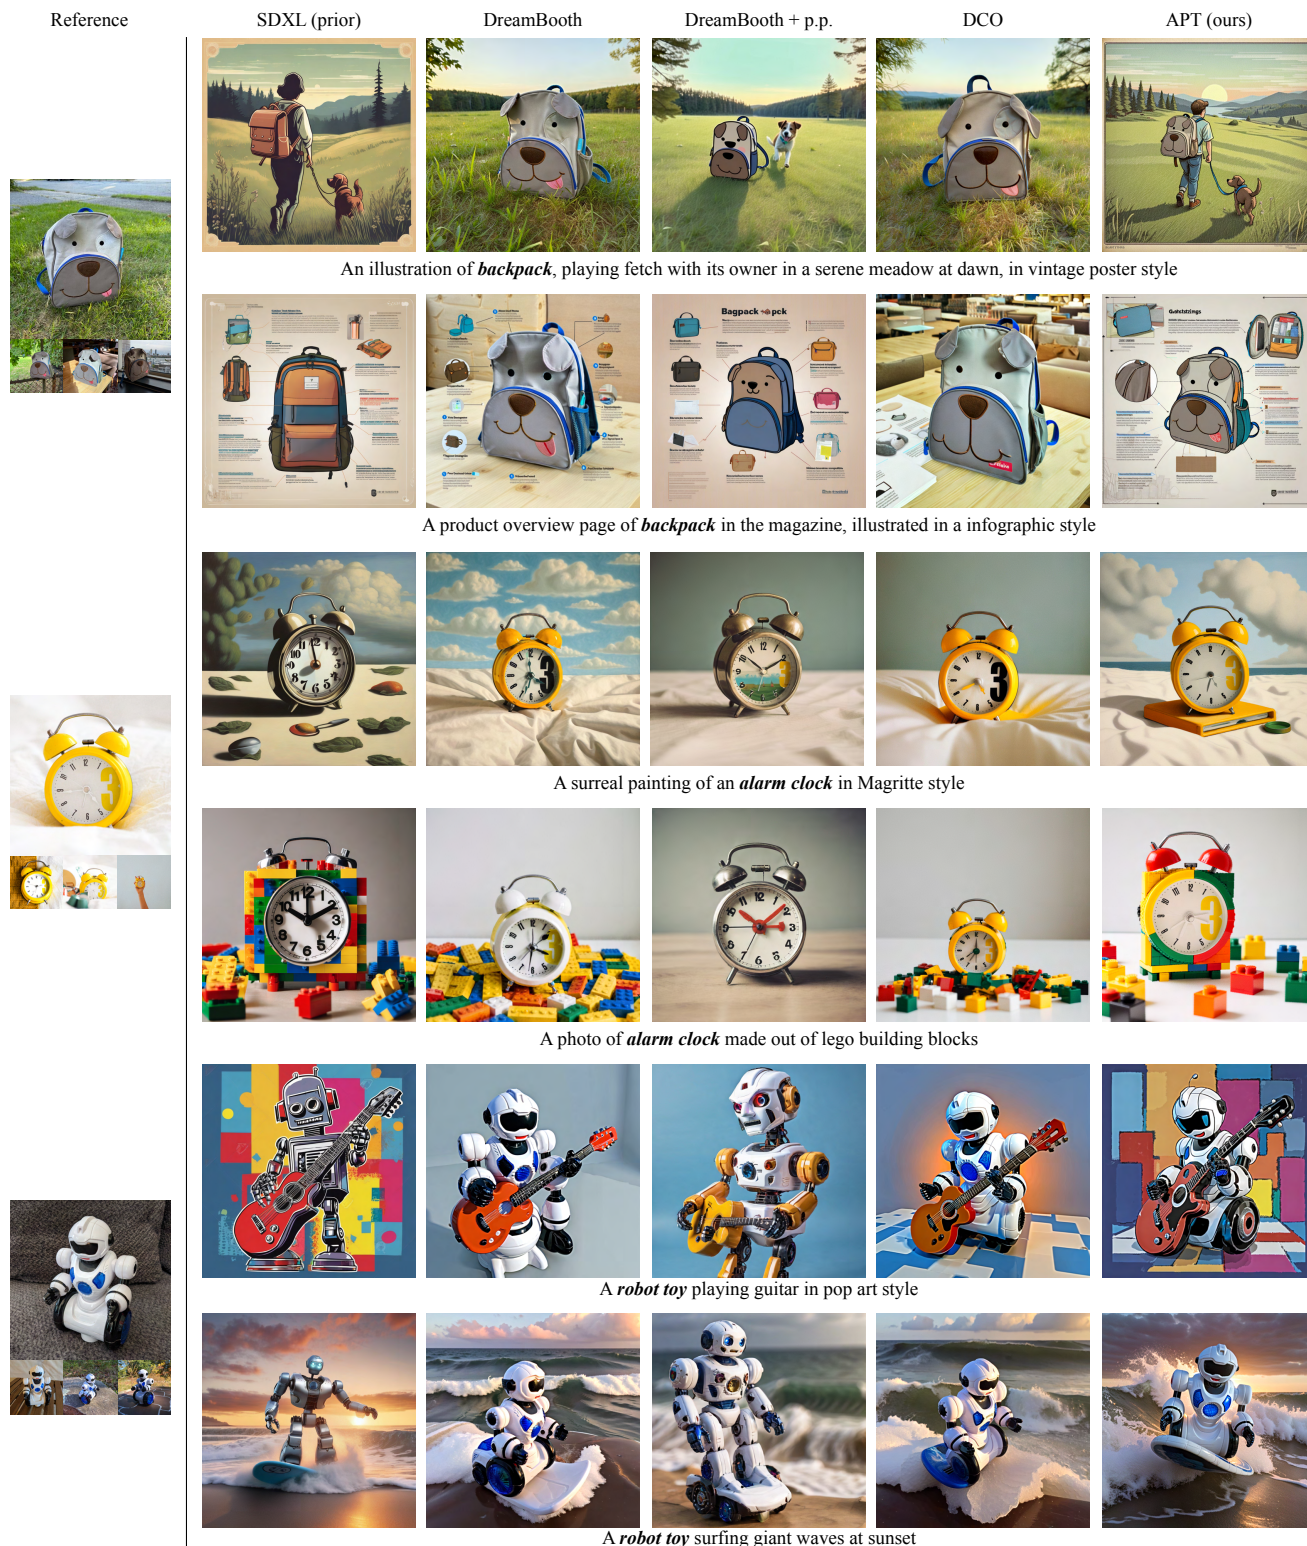 Reference
SDXL (prior)
DreamBooth
DreamBooth + p.p.
DCO
APT (ours)
An illustration of backpack, playing fetch with its owner in a serene meadow at dawn, in vintage poster style
Bagpack
A product overview page of backpack in the magazine, illustrated in a infographic style
A surreal painting of an alarm clock in Magritte style
A photo of alarm clock made out of lego building blocks
A robot toy playing guitar in pop art style
A robot toy surfing giant waves at sunset